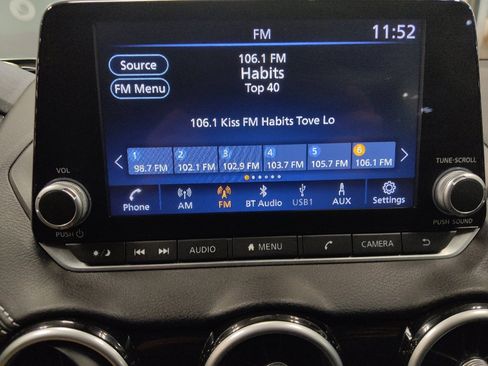 FM
11:52
Source
FM Menu
106.1 FM
Habits
Top 40
106.1 Kiss FM Habits Tove Lo
1 2 3 4 5 6
98.7 FM 102.1 FM 102.9 FM 103.7 FM 105.7 FM 106.1 FM
Phone AM FM BT Audio USB1 AUX Settings
VOL
PUSH
TUNE·SCROLL
PUSH SOUND
AUDIO MENU CAMERA